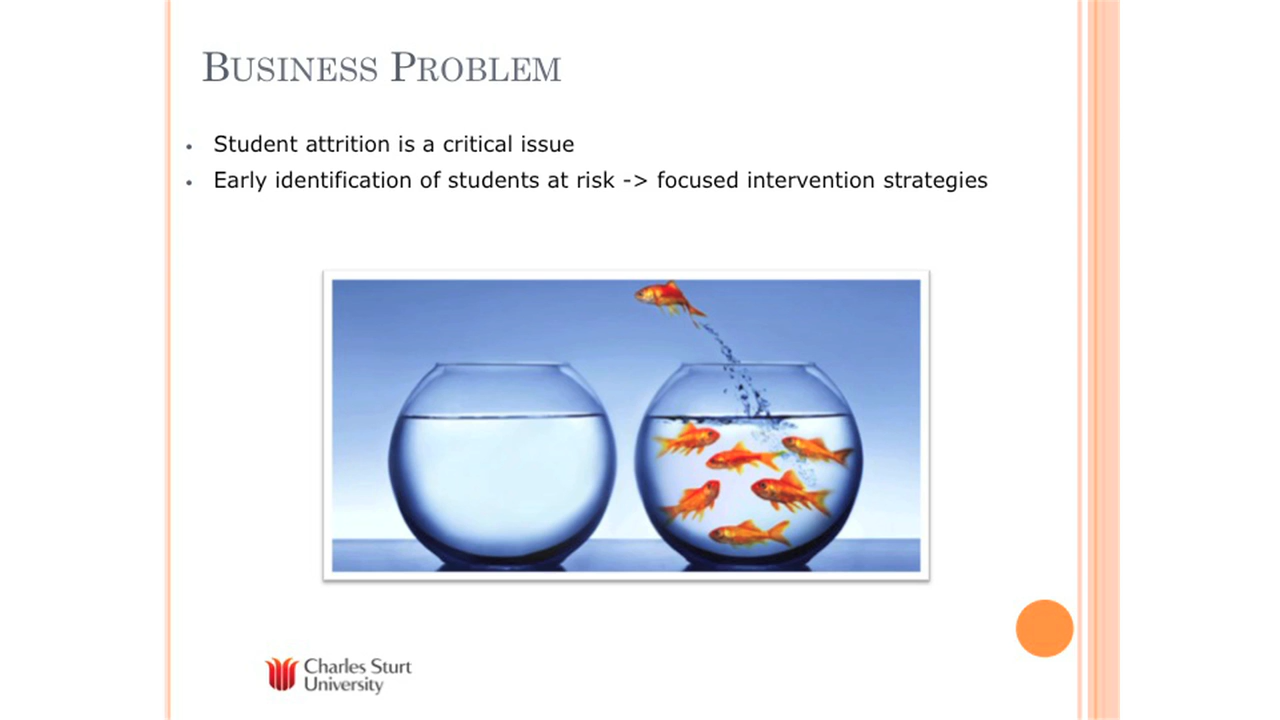 Business Problem
• Student attrition is a critical issue
• Early identification of students at risk -> focused intervention strategies
Charles Sturt
University